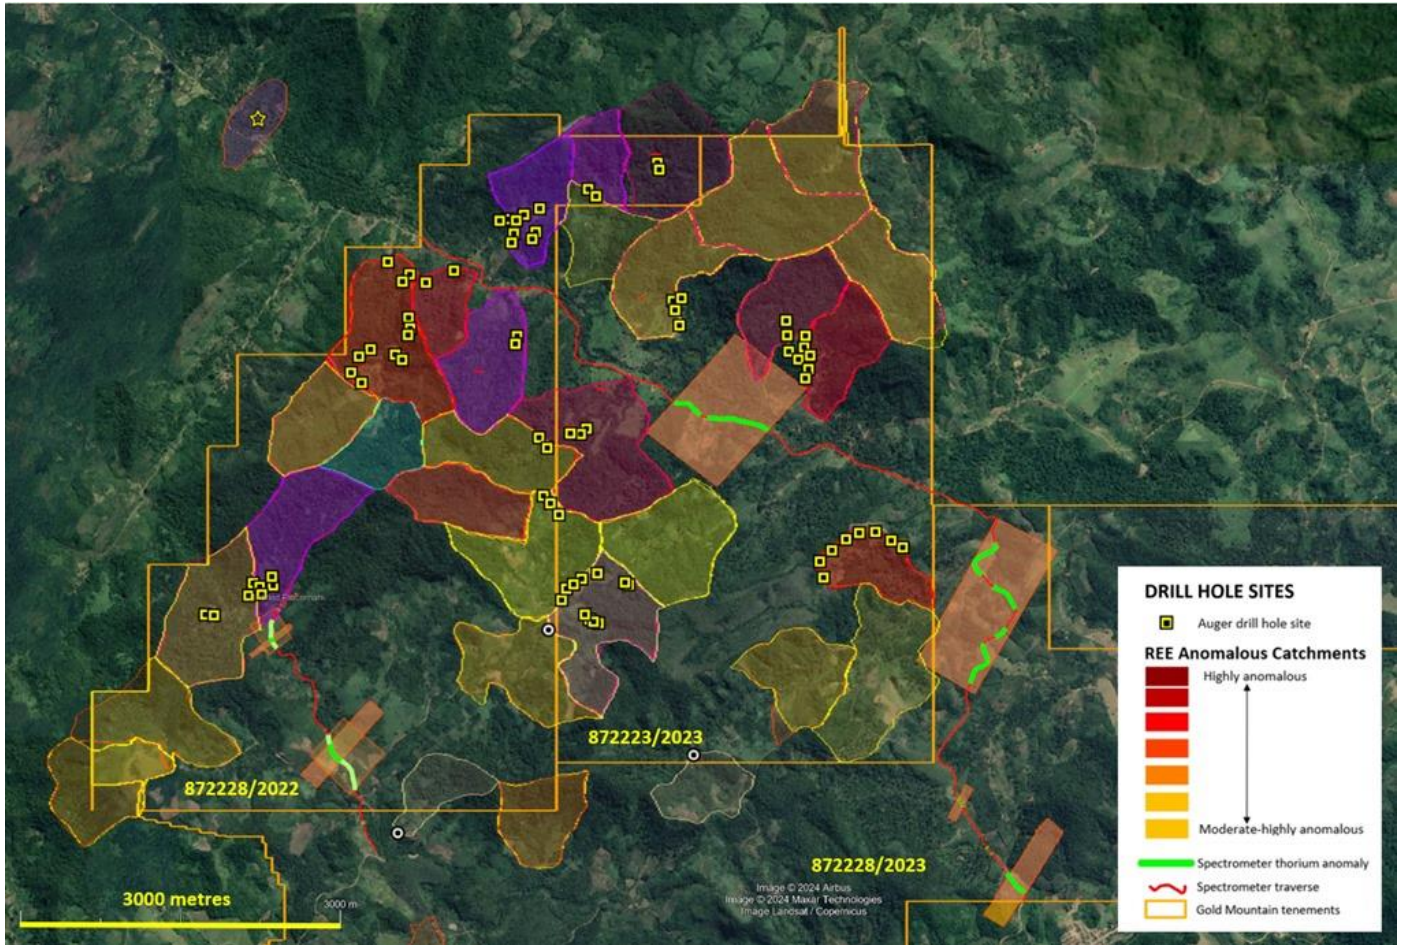 872223/2023
872228/2022
872228/2023
3000 metres
3000 m
Image © 2024 Airbus
Image © 2024 Maxar Technologies
Image Landsat / Copernicus
DRILL HOLE SITES
Auger drill hole site
REE Anomalous Catchments
Highly anomalous
Moderate-highly anomalous
Spectrometer thorium anomaly
Spectrometer traverse
Gold Mountain tenements